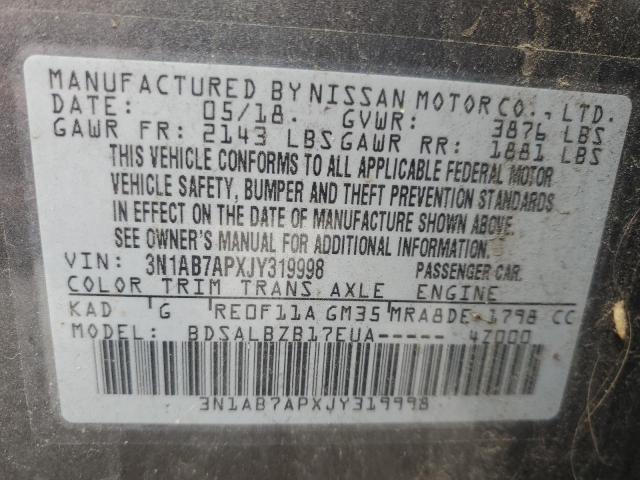 MANUFACTURED BY NISSAN MOTOR CO., LTD.
DATE: 05/18. GVWR: 3876 LBS
GAWR FR: 2143 LBS GAWR RR: 1881 LBS
THIS VEHICLE CONFORMS TO ALL APPLICABLE FEDERAL MOTOR
VEHICLE SAFETY, BUMPER AND THEFT PREVENTION STANDARDS
IN EFFECT ON THE DATE OF MANUFACTURE SHOWN ABOVE.
SEE OWNER'S MANUAL FOR ADDITIONAL INFORMATION.
VIN: 3N1AB7APXJY319998 PASSENGER CAR.
COLOR TRIM TRANS AXLE ENGINE
KAD G RE0F11A GM35 MRA8DE 1798 CC
MODEL: BDSALBZB17EUA----- 4Z000
3N1AB7APXJY319998